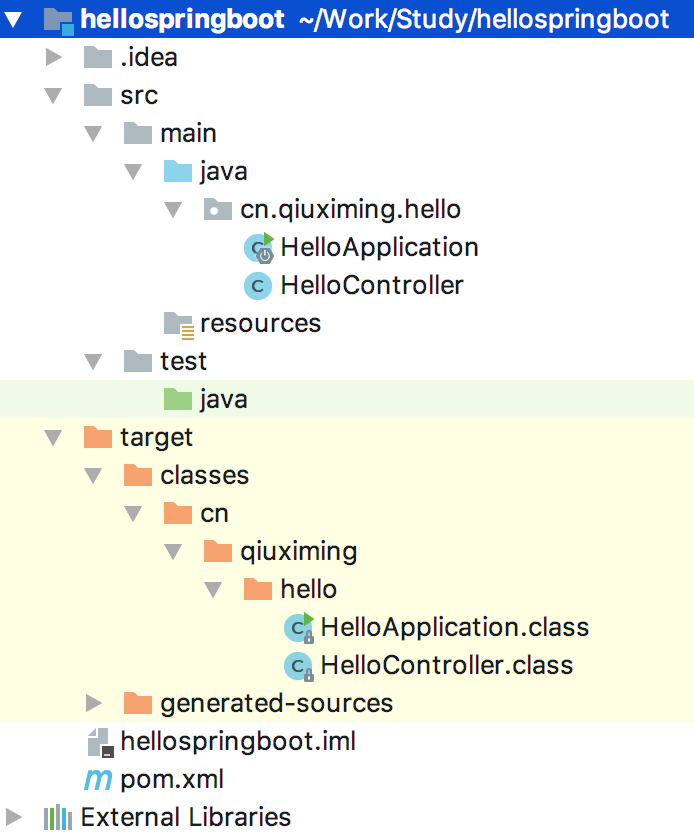 hellospringboot ~/Work/Study/hellospringboot
.idea
src
main
java
cn.qiuximing.hello
C HelloApplication
C HelloController
resources
test
java
target
classes
cn
qiuximing
hello
C HelloApplication.class
C HelloController.class
generated-sources
hellospringboot.iml
m pom.xml
External Libraries